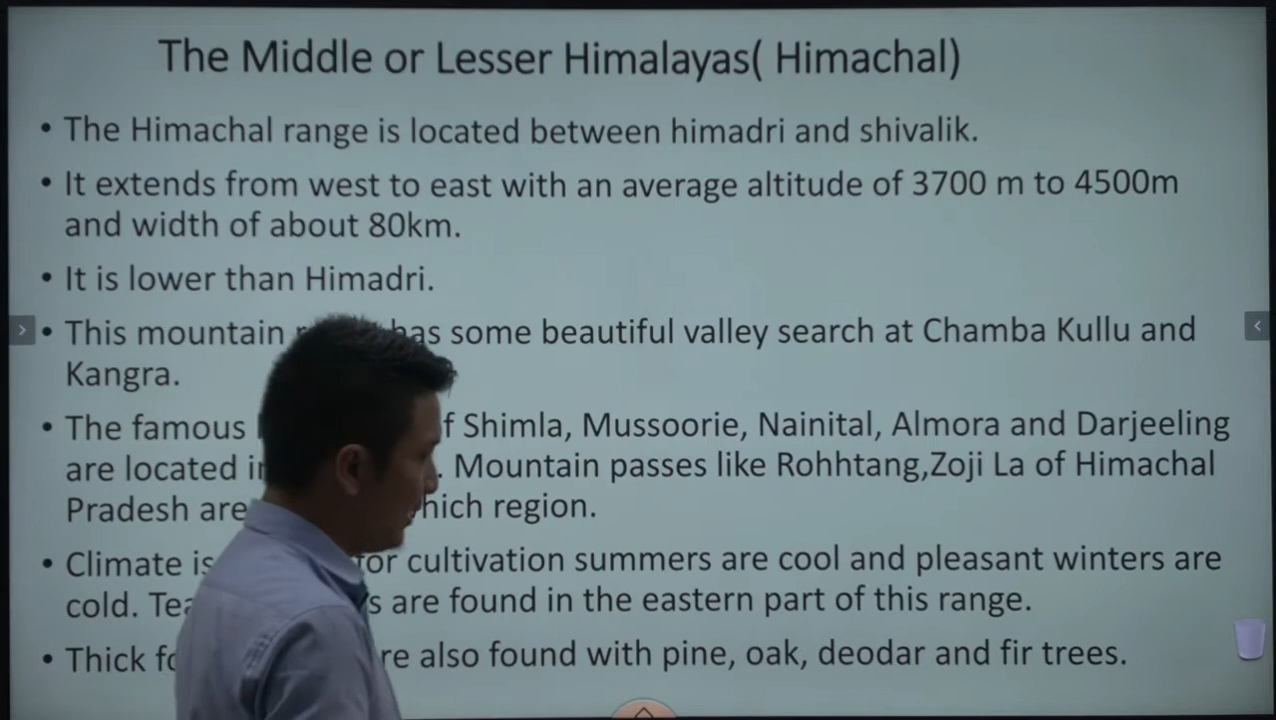 The Middle or Lesser Himalayas( Himachal)
• The Himachal range is located between himadri and shivalik.
• It extends from west to east with an average altitude of 3700 m to 4500m
and width of about 80km.
• It is lower than Himadri.
• This mountain has some beautiful valley search at Chamba Kullu and
Kangra.
• The famous f Shimla, Mussoorie, Nainital, Almora and Darjeeling
are located . Mountain passes like Rohhtang,Zoji La of Himachal
Pradesh are hich region.
• Climate is for cultivation summers are cool and pleasant winters are
cold. Tea are found in the eastern part of this range.
• Thick are also found with pine, oak, deodar and fir trees.